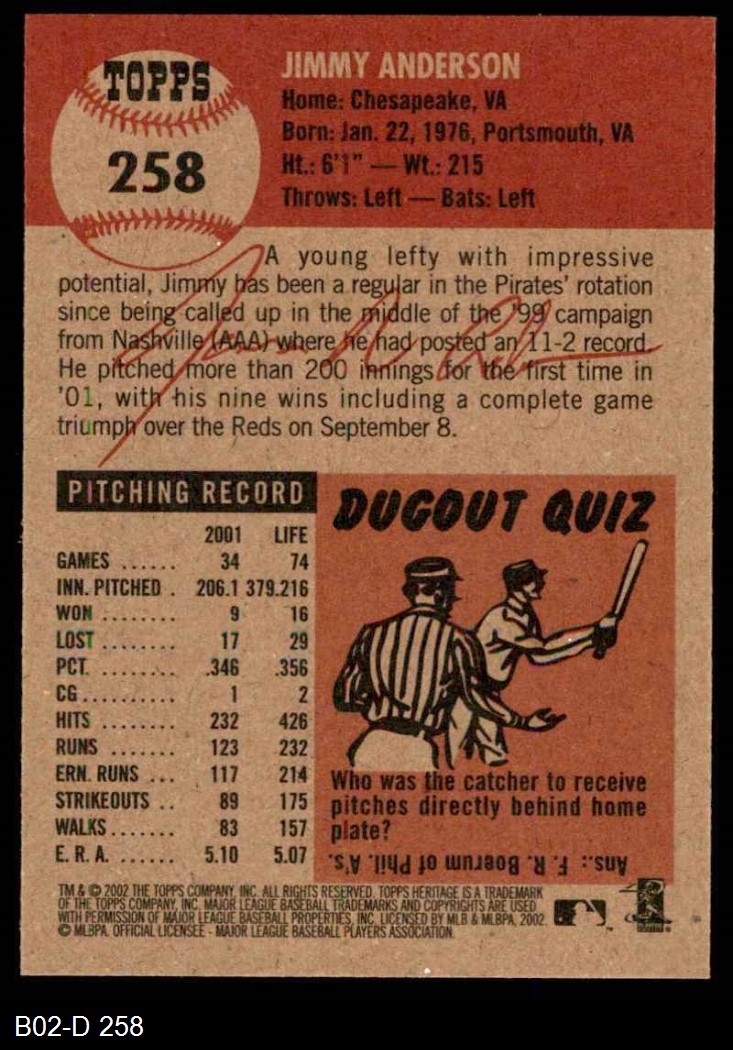 TOPPS
258
JIMMY ANDERSON
Home: Chesapeake, VA
Born: Jan. 22, 1976, Portsmouth, VA
Ht.: 6'1" — Wt.: 215
Throws: Left — Bats: Left
A young lefty with impressive
potential, Jimmy has been a regular in the Pirates' rotation
since being called up in the middle of the '99 campaign
from Nashville (AAA) where he had posted an 11-2 record.
He pitched more than 200 innings for the first time in
'01, with his nine wins including a complete game
triumph over the Reds on September 8.
PITCHING RECORD
2001 LIFE
GAMES ...... 34 74
INN. PITCHED . 206.1 379.216
WON ........ 9 16
LOST ........ 17 29
PCT. ........ .346 .356
CG .......... 1 2
HITS ........ 232 426
RUNS ....... 123 232
ERN. RUNS ... 117 214
STRIKEOUTS .. 89 175
WALKS ....... 83 157
E. R. A. ...... 5.10 5.07
DUGOUT QUIZ
Who was the catcher to receive
pitches directly behind home
plate?
Ans.: F. R. Boerum of Phil. A's.
TM & © 2002 THE TOPPS COMPANY, INC. ALL RIGHTS RESERVED. TOPPS HERITAGE IS A TRADEMARK
OF THE TOPPS COMPANY, INC. MAJOR LEAGUE BASEBALL TRADEMARKS AND COPYRIGHTS ARE USED
WITH PERMISSION OF MAJOR LEAGUE BASEBALL PROPERTIES, INC. LICENSED BY MLB & MLBPA, 2002.
© MLBPA. OFFICIAL LICENSEE - MAJOR LEAGUE BASEBALL PLAYERS ASSOCIATION.
B02-D 258